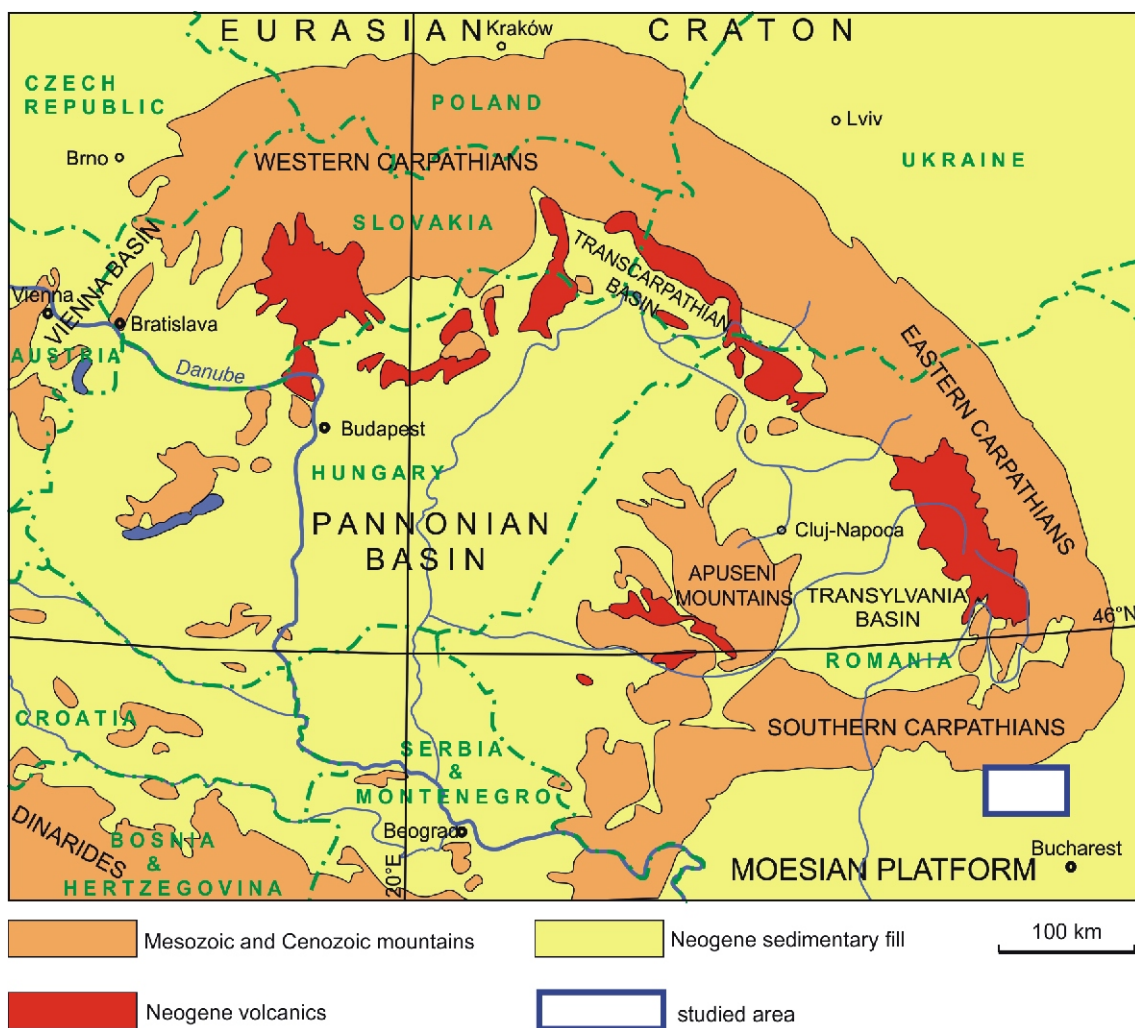 EURASIAN CRATON
Kraków
CZECH
REPUBLIC
POLAND
Lviv
Brno
WESTERN CARPATHIANS
UKRAINE
SLOVAKIA
VIENNA BASIN
TRANSCARPATHIAN
BASIN
Vienna
Bratislava
AUSTRIA
EASTERN CARPATHIANS
Danube
Budapest
HUNGARY
PANNONIAN
BASIN
Cluj-Napoca
APUSENI
MOUNTAINS
TRANSYLVANIA
BASIN
46°N
ROMANIA
CROATIA
SOUTHERN CARPATHIANS
SERBIA
&
MONTENEGRO
DINARIDES
BOSNIA
&
HERTZEGOVINA
Beograd
20°E
MOESIAN PLATFORM
Bucharest
Mesozoic and Cenozoic mountains
Neogene sedimentary fill
100 km
Neogene volcanics
studied area